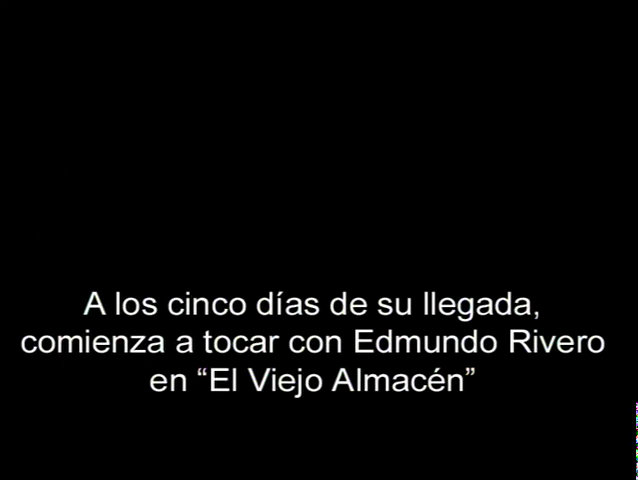 A los cinco días de su llegada,
comienza a tocar con Edmundo Rivero
en “El Viejo Almacén”